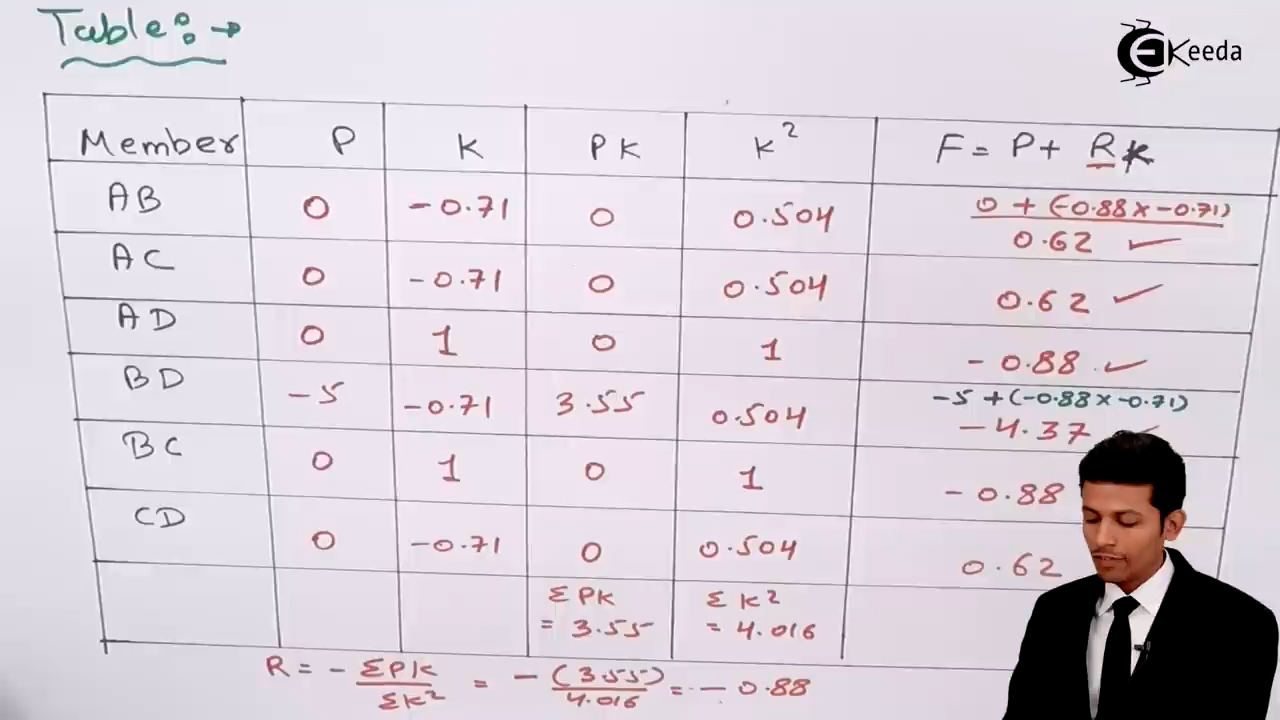 Table :→
EKeeda
Member P K PK K² F = P + RK
AB 0 -0.71 0 0.504 0 + (-0.88 x -0.71)
0.62 ✓
AC 0 -0.71 0 0.504 0.62 ✓
AD 0 1 0 1 - 0.88 ✓
BD -5 -0.71 3.55 0.504 -5 + (-0.88 x -0.71)
-4.37 ✓
BC 0 1 0 1 - 0.88
CD 0 -0.71 0 0.504 0.62
ΣPK ΣK²
= 3.55 = 4.016
R = - ΣPK/ΣK² = - (3.55)/4.016 = - 0.88